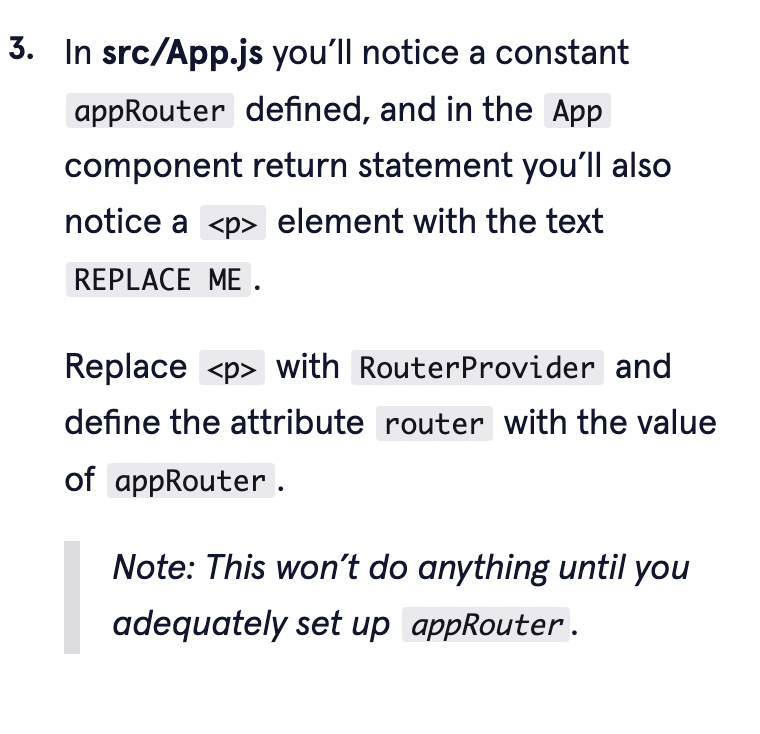 3. In src/App.js you’ll notice a constant
appRouter defined, and in the App
component return statement you’ll also
notice a <p> element with the text
REPLACE ME.
Replace <p> with RouterProvider and
define the attribute router with the value
of appRouter.
Note: This won’t do anything until you
adequately set up appRouter.